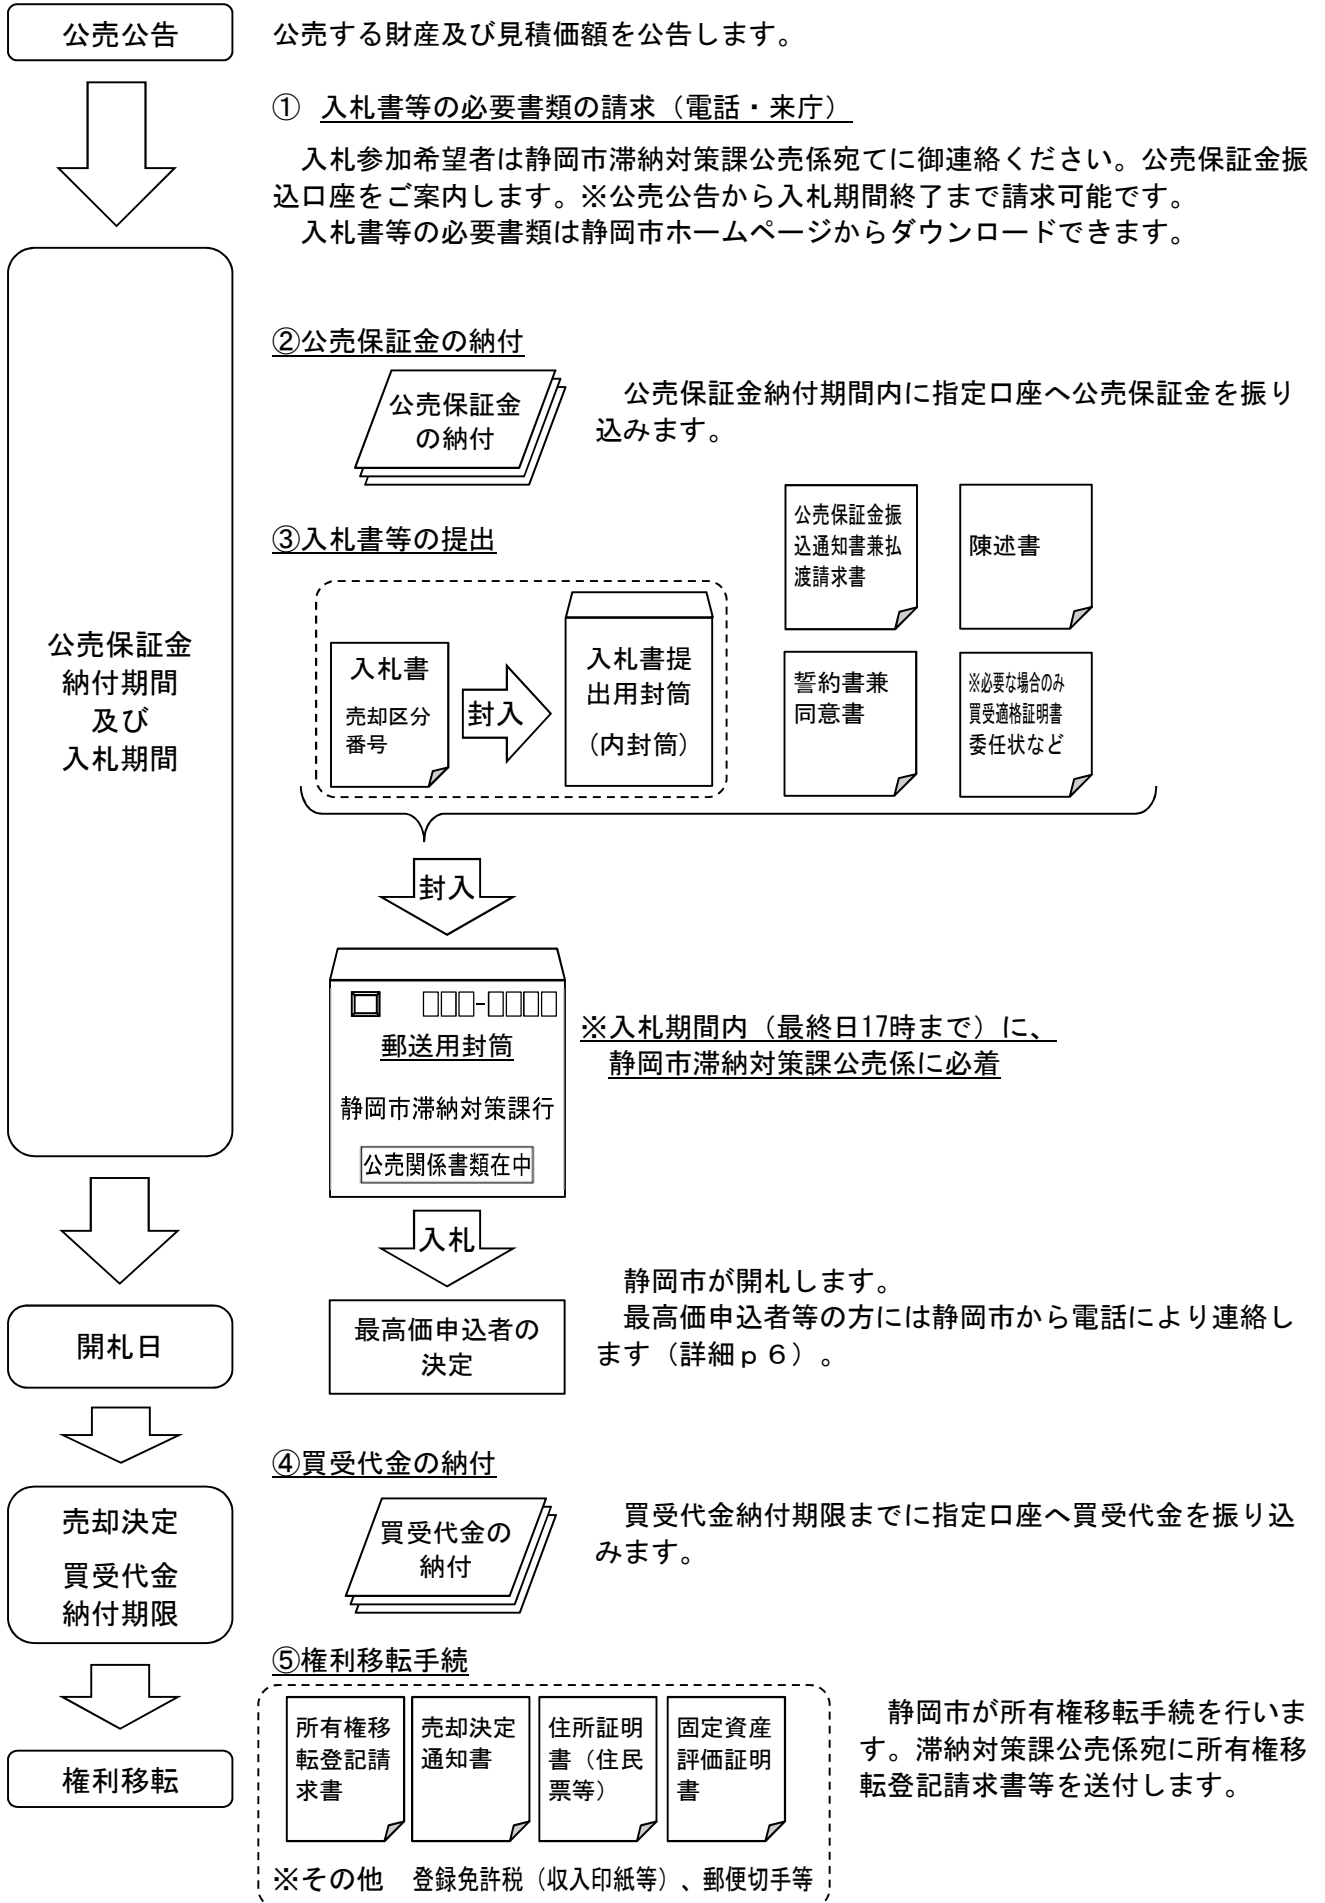 公売公告
公売する財産及び見積価額を公告します。
① 入札書等の必要書類の請求（電話・来庁）
入札参加希望者は静岡市滞納対策課公売係宛てに御連絡ください。公売保証金振
込口座をご案内します。※公売公告から入札期間終了まで請求可能です。
入札書等の必要書類は静岡市ホームページからダウンロードできます。
公売保証金
納付期間
及び
入札期間
②公売保証金の納付
公売保証金
の納付
公売保証金納付期間内に指定口座へ公売保証金を振り
込みます。
③入札書等の提出
入札書
売却区分
番号
封入
入札書提
出用封筒
（内封筒）
公売保証金振
込通知書兼払
渡請求書
陳述書
誓約書兼
同意書
※必要な場合のみ
買受適格証明書
委任状など
封入
□□□-□□□□
郵送用封筒
静岡市滞納対策課行
公売関係書類在中
※入札期間内（最終日17時まで）に、
静岡市滞納対策課公売係に必着
入札
開札日
最高価申込者の
決定
静岡市が開札します。
最高価申込者等の方には静岡市から電話により連絡し
ます（詳細ｐ６）。
売却決定
買受代金
納付期限
④買受代金の納付
買受代金の
納付
買受代金納付期限までに指定口座へ買受代金を振り込
みます。
⑤権利移転手続
権利移転
所有権移
転登記請
求書
売却決定
通知書
住所証明
書（住民
票等）
固定資産
評価証明
書
※その他 登録免許税（収入印紙等）、郵便切手等
静岡市が所有権移転手続を行いま
す。滞納対策課公売係宛に所有権移
転登記請求書等を送付します。